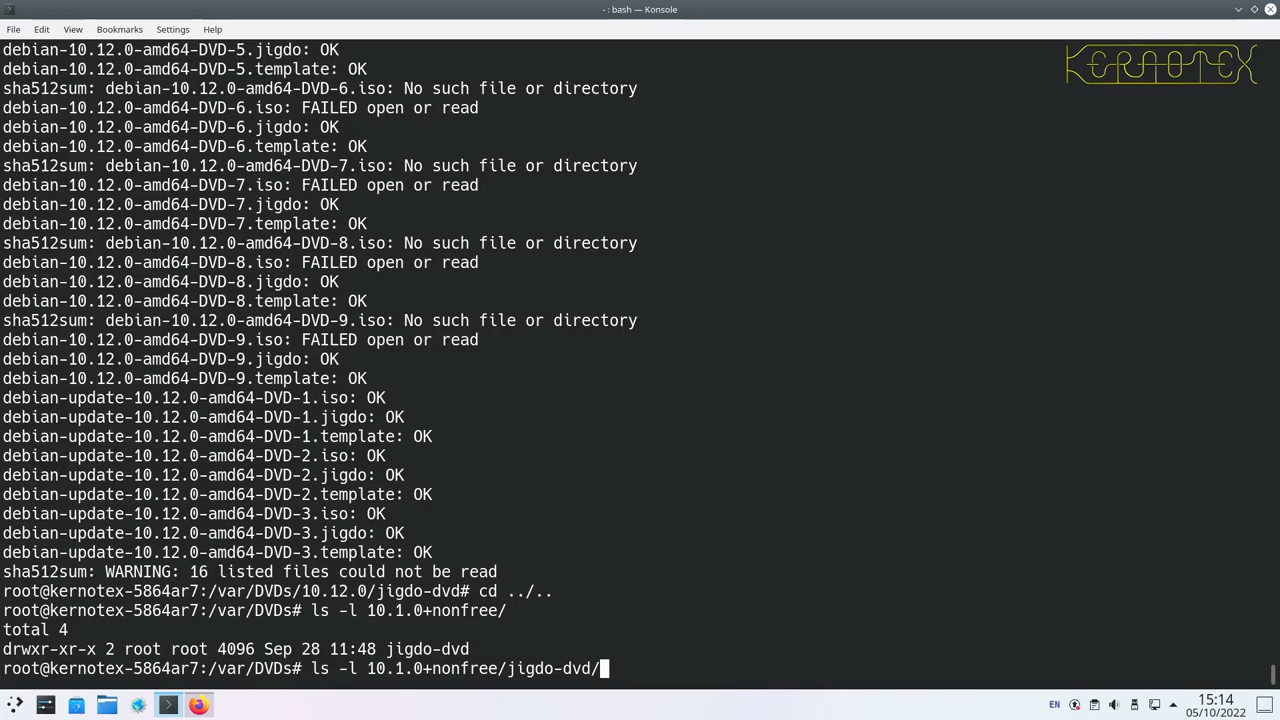 - : bash — Konsole
File Edit View Bookmarks Settings Help
KERNOTEX
debian-10.12.0-amd64-DVD-5.jigdo: OK
debian-10.12.0-amd64-DVD-5.template: OK
sha512sum: debian-10.12.0-amd64-DVD-6.iso: No such file or directory
debian-10.12.0-amd64-DVD-6.iso: FAILED open or read
debian-10.12.0-amd64-DVD-6.jigdo: OK
debian-10.12.0-amd64-DVD-6.template: OK
sha512sum: debian-10.12.0-amd64-DVD-7.iso: No such file or directory
debian-10.12.0-amd64-DVD-7.iso: FAILED open or read
debian-10.12.0-amd64-DVD-7.jigdo: OK
debian-10.12.0-amd64-DVD-7.template: OK
sha512sum: debian-10.12.0-amd64-DVD-8.iso: No such file or directory
debian-10.12.0-amd64-DVD-8.iso: FAILED open or read
debian-10.12.0-amd64-DVD-8.jigdo: OK
debian-10.12.0-amd64-DVD-8.template: OK
sha512sum: debian-10.12.0-amd64-DVD-9.iso: No such file or directory
debian-10.12.0-amd64-DVD-9.iso: FAILED open or read
debian-10.12.0-amd64-DVD-9.jigdo: OK
debian-10.12.0-amd64-DVD-9.template: OK
debian-update-10.12.0-amd64-DVD-1.iso: OK
debian-update-10.12.0-amd64-DVD-1.jigdo: OK
debian-update-10.12.0-amd64-DVD-1.template: OK
debian-update-10.12.0-amd64-DVD-2.iso: OK
debian-update-10.12.0-amd64-DVD-2.jigdo: OK
debian-update-10.12.0-amd64-DVD-2.template: OK
debian-update-10.12.0-amd64-DVD-3.iso: OK
debian-update-10.12.0-amd64-DVD-3.jigdo: OK
debian-update-10.12.0-amd64-DVD-3.template: OK
sha512sum: WARNING: 16 listed files could not be read
root@kernotex-5864ar7:/var/DVDs/10.12.0/jigdo-dvd# cd ../..
root@kernotex-5864ar7:/var/DVDs# ls -l 10.1.0+nonfree/
total 4
drwxr-xr-x 2 root root 4096 Sep 28 11:48 jigdo-dvd
root@kernotex-5864ar7:/var/DVDs# ls -l 10.1.0+nonfree/jigdo-dvd/
EN
15:14
05/10/2022